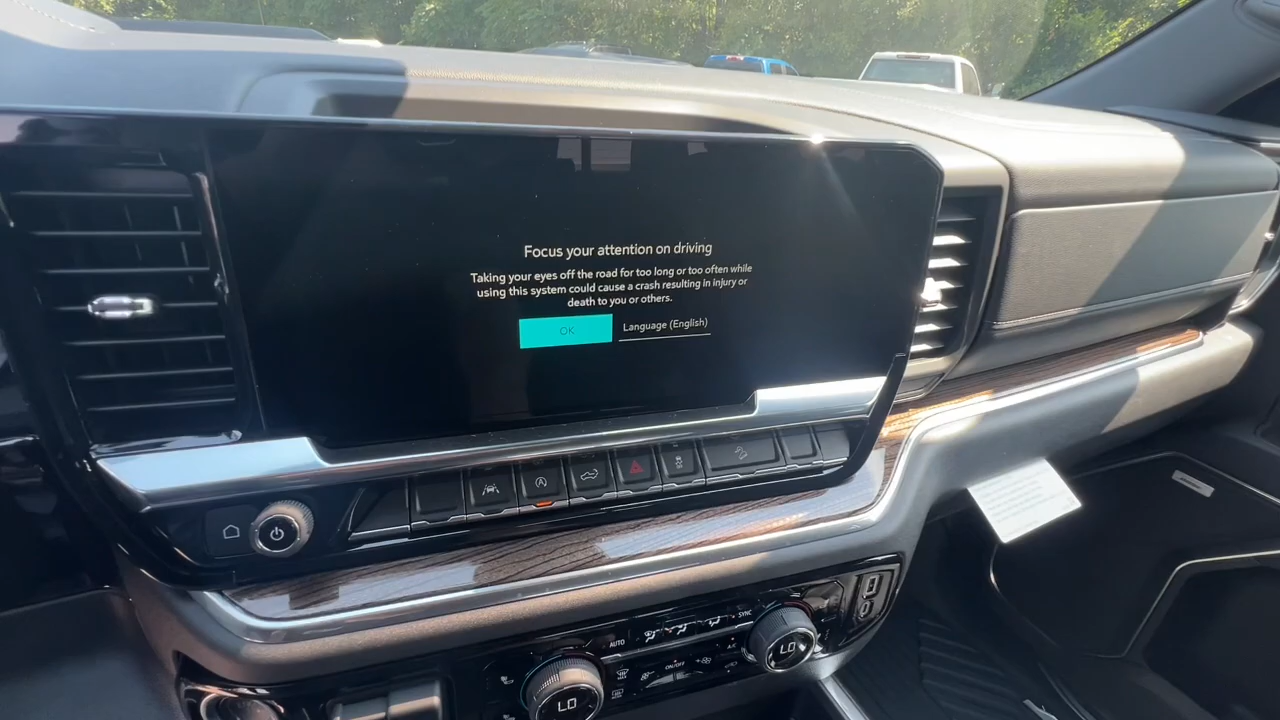 Focus your attention on driving
Taking your eyes off the road for too long or too often while
using this system could cause a crash resulting in injury or
death to you or others.
OK
Language (English)
AUTO
SYNC
A/C
ON/OFF
LO
LO